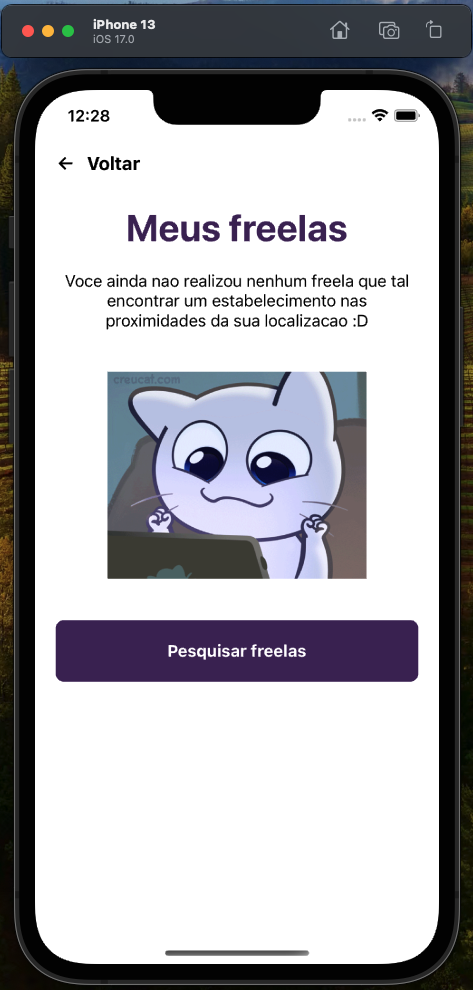 iPhone 13
iOS 17.0
12:28
Voltar
Meus freelas
Voce ainda nao realizou nenhum freela que tal
encontrar um estabelecimento nas
proximidades da sua localizacao :D
creucat.com
Pesquisar freelas